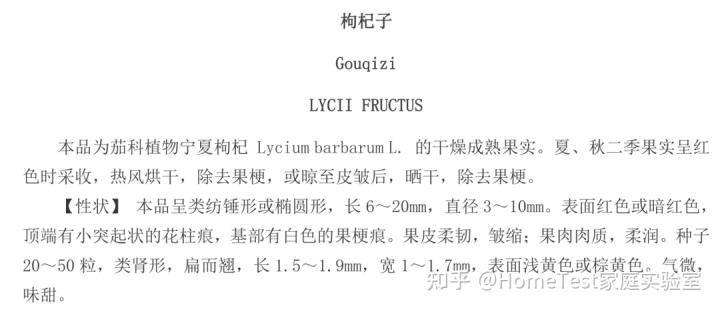 枸杞子
Gouqizi
LYCII FRUCTUS
本品为茄科植物宁夏枸杞 Lycium barbarum L. 的干燥成熟果实。夏、秋二季果实呈红
色时采收，热风烘干，除去果梗，或晾至皮皱后，晒干，除去果梗。
【性状】 本品呈类纺锤形或椭圆形，长 6～20mm，直径 3～10mm。表面红色或暗红色，
顶端有小突起状的花柱痕，基部有白色的果梗痕。果皮柔韧，皱缩；果肉肉质，柔润。种子
20～50 粒，类肾形，扁而翘，长 1.5～1.9mm，宽 1～1.7mm，表面浅黄色或棕黄色。气微，
味甜。
知乎 @HomeTest家庭实验室